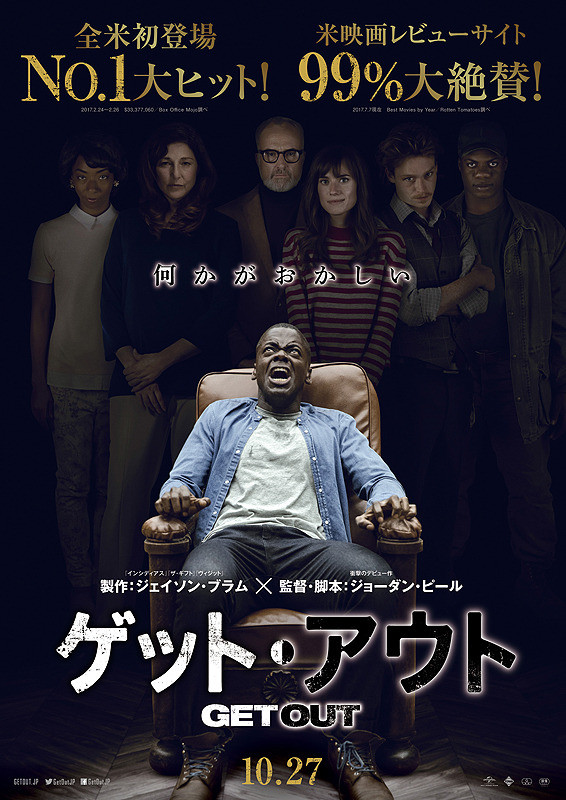 全米初登場
No.1大ヒット!
2017.2.24~2.26 $33,377,060/Box Office Mojo調べ
米映画レビューサイト
99%大絶賛!
2017.7.7現在 Best Movies by Year/Rotten Tomatoes調べ
何かがおかしい
「インシディアス」「ザ・ギフト」「ヴィジット」
製作:ジェイソン・ブラム × 監督・脚本:ジョーダン・ピール
衝撃のデビュー作
ゲット・アウト
GET OUT
10.27
GETOUT.JP GetOutJP GetOutJP